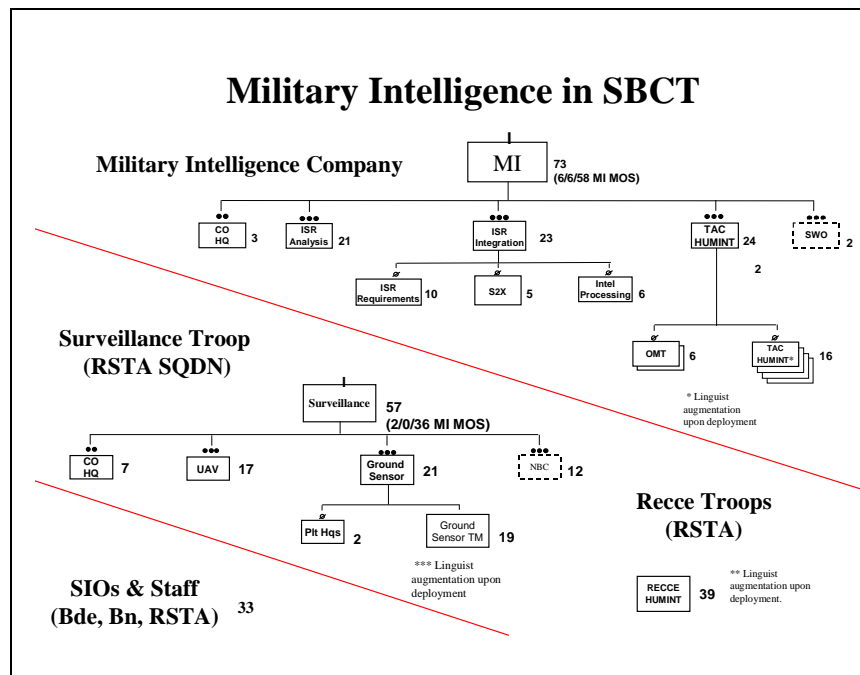 Military Intelligence in SBCT
Military Intelligence Company
MI
73
(6/6/58 MI MOS)
CO
HQ
3
ISR
Analysis
21
ISR
Integration
23
TAC
HUMINT
24
SWO
2
2
ISR
Requirements
10
S2X
5
Intel
Processing
6
OMT
6
TAC
HUMINT*
16
* Linguist
augmentation
upon
deployment
Surveillance Troop
(RSTA SQDN)
Surveillance
57
(2/0/36 MI MOS)
CO
HQ
7
UAV
17
Ground
Sensor
21
NBC
12
Plt Hqs
2
Ground
Sensor TM
19
*** Linguist
augmentation upon
deployment
Recce Troops
(RSTA)
RECCE
HUMINT
39
** Linguist
augmentation upon
deployment.
SIOs & Staff
(Bde, Bn, RSTA)
33